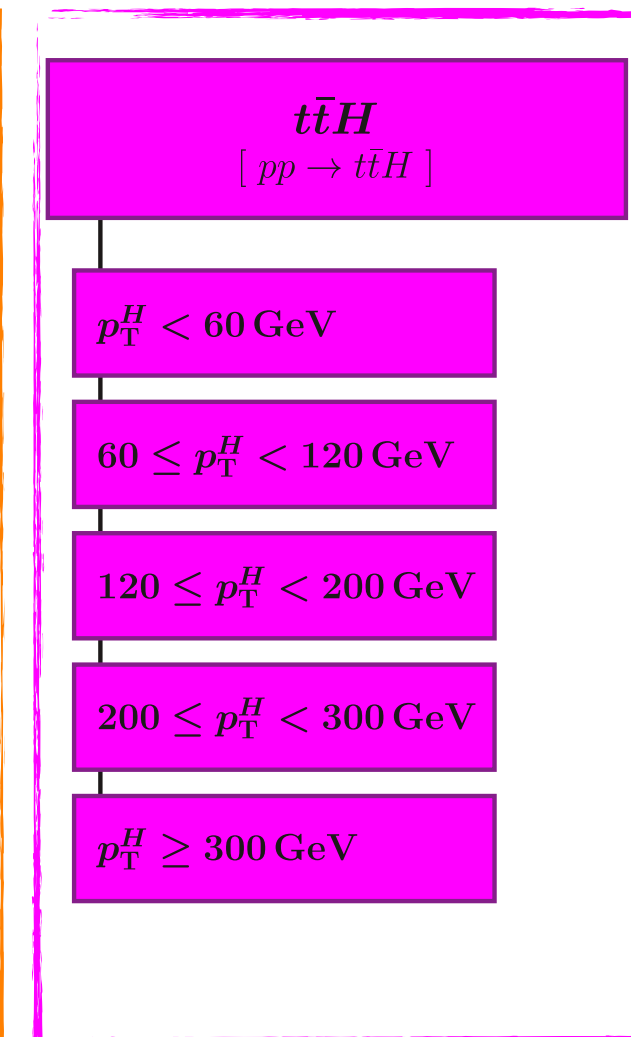 tt̄H
[ pp → tt̄H ]
p_T^H < 60 GeV
60 ≤ p_T^H < 120 GeV
120 ≤ p_T^H < 200 GeV
200 ≤ p_T^H < 300 GeV
p_T^H ≥ 300 GeV